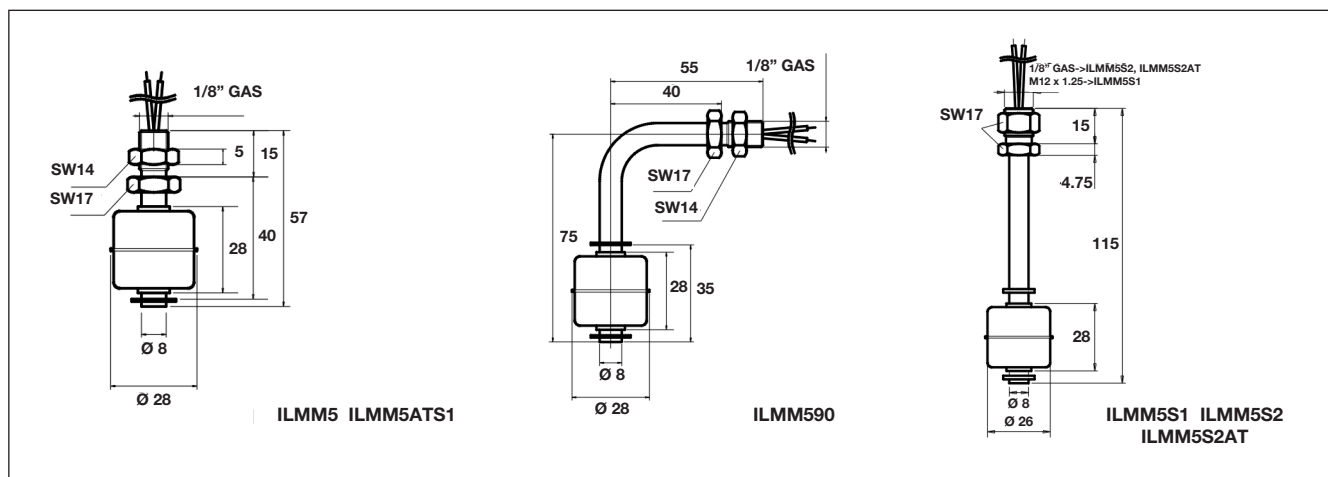 1/8” GAS
5
15
SW14
SW17
57
28
40
Ø 8
Ø 28
ILMM5 ILMM5ATS1
55
1/8” GAS
40
SW17
SW14
75
28
35
Ø 8
Ø 28
ILMM590
1/8" GAS->ILMM5S2, ILMM5S2AT
M12 x 1.25->ILMM5S1
SW17
15
4.75
115
28
Ø 8
Ø 26
ILMM5S1 ILMM5S2
ILMM5S2AT